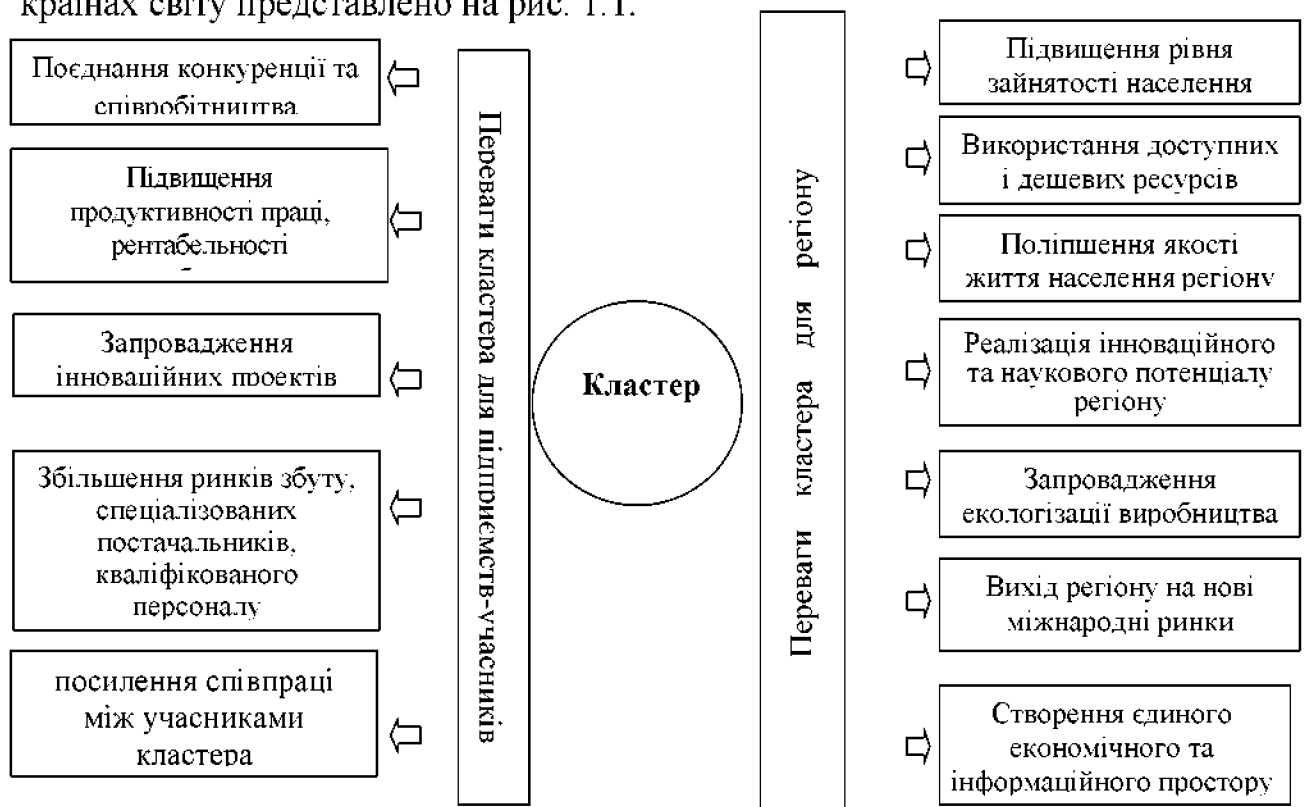 країнах світу представлено на рис. 1.1.
Поєднання конкуренції та
співробітництва
Підвищення
продуктивності праці,
рентабельності
Запровадження
інноваційних проектів
Збільшення ринків збуту,
спеціалізованих
постачальників,
кваліфікованого
персоналу
посилення співпраці
між учасниками
кластера
Переваги кластера для підприємств-учасників
Кластер
Переваги кластера для регіону
Підвищення рівня
зайнятості населення
Використання доступних
і дешевих ресурсів
Поліпшення якості
життя населення регіону
Реалізація інноваційного
та наукового потенціалу
регіону
Запровадження
екологізації виробництва
Вихід регіону на нові
міжнародні ринки
Створення єдиного
економічного та
інформаційного простору